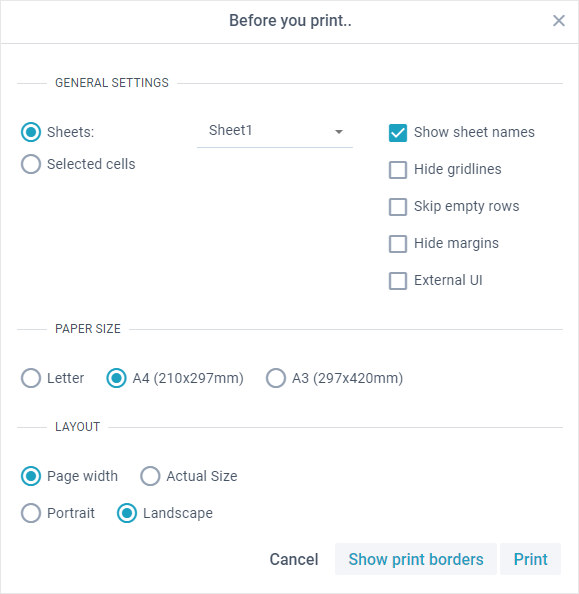 Before you print..
GENERAL SETTINGS
Sheets: Sheet1 Show sheet names
Selected cells Hide gridlines
Skip empty rows
Hide margins
External UI
PAPER SIZE
Letter A4 (210x297mm) A3 (297x420mm)
LAYOUT
Page width Actual Size
Portrait Landscape
Cancel Show print borders Print